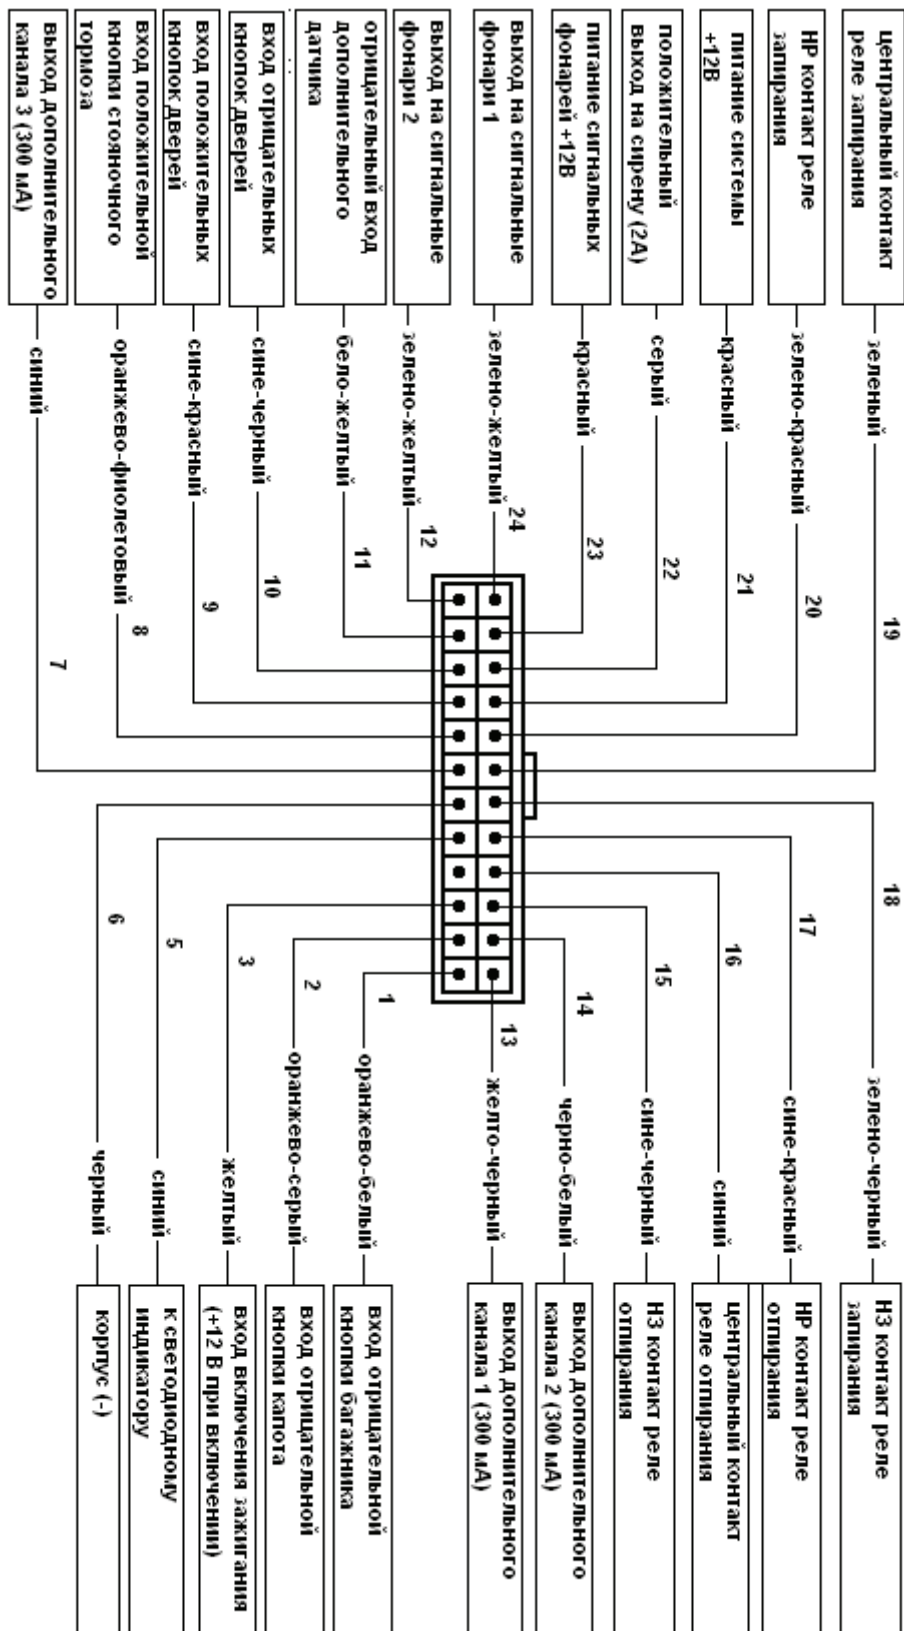 центральный контакт
реле запирания
зеленый
19
НР контакт реле
запирания
зелено-красный
20
питание системы
+12В
красный
21
положительный
выход на сирену (2А)
серый
22
питание сигнальных
фонарей +12В
красный
23
выход на сигнальные
фонари 1
зелено-желтый
24
выход на сигнальные
фонари 2
зелено-желтый
12
отрицательный вход
дополнительного
датчика
бело-желтый
11
вход отрицательных
кнопок дверей
сине-черный
10
вход положительных
кнопок дверей
сине-красный
9
вход положительной
кнопки стояночного
тормоза
оранжево-фиолетовый
8
выход дополнительного
канала 3 (300 мА)
синий
7
18
зелено-черный
НЗ контакт реле
запирания
17
сине-красный
НР контакт реле
отпирания
16
синий
центральный контакт
реле отпирания
15
сине-черный
НЗ контакт реле
отпирания
14
черно-белый
выход дополнительного
канала 2 (300 мА)
13
желто-черный
выход дополнительного
канала 1 (300 мА)
1
оранжево-белый
вход отрицательной
кнопки багажника
2
оранжево-серый
вход отрицательной
кнопки капота
3
желтый
вход включения зажигания
(+12 В при включении)
5
синий
к светодиодному
индикатору
6
черный
корпус (-)